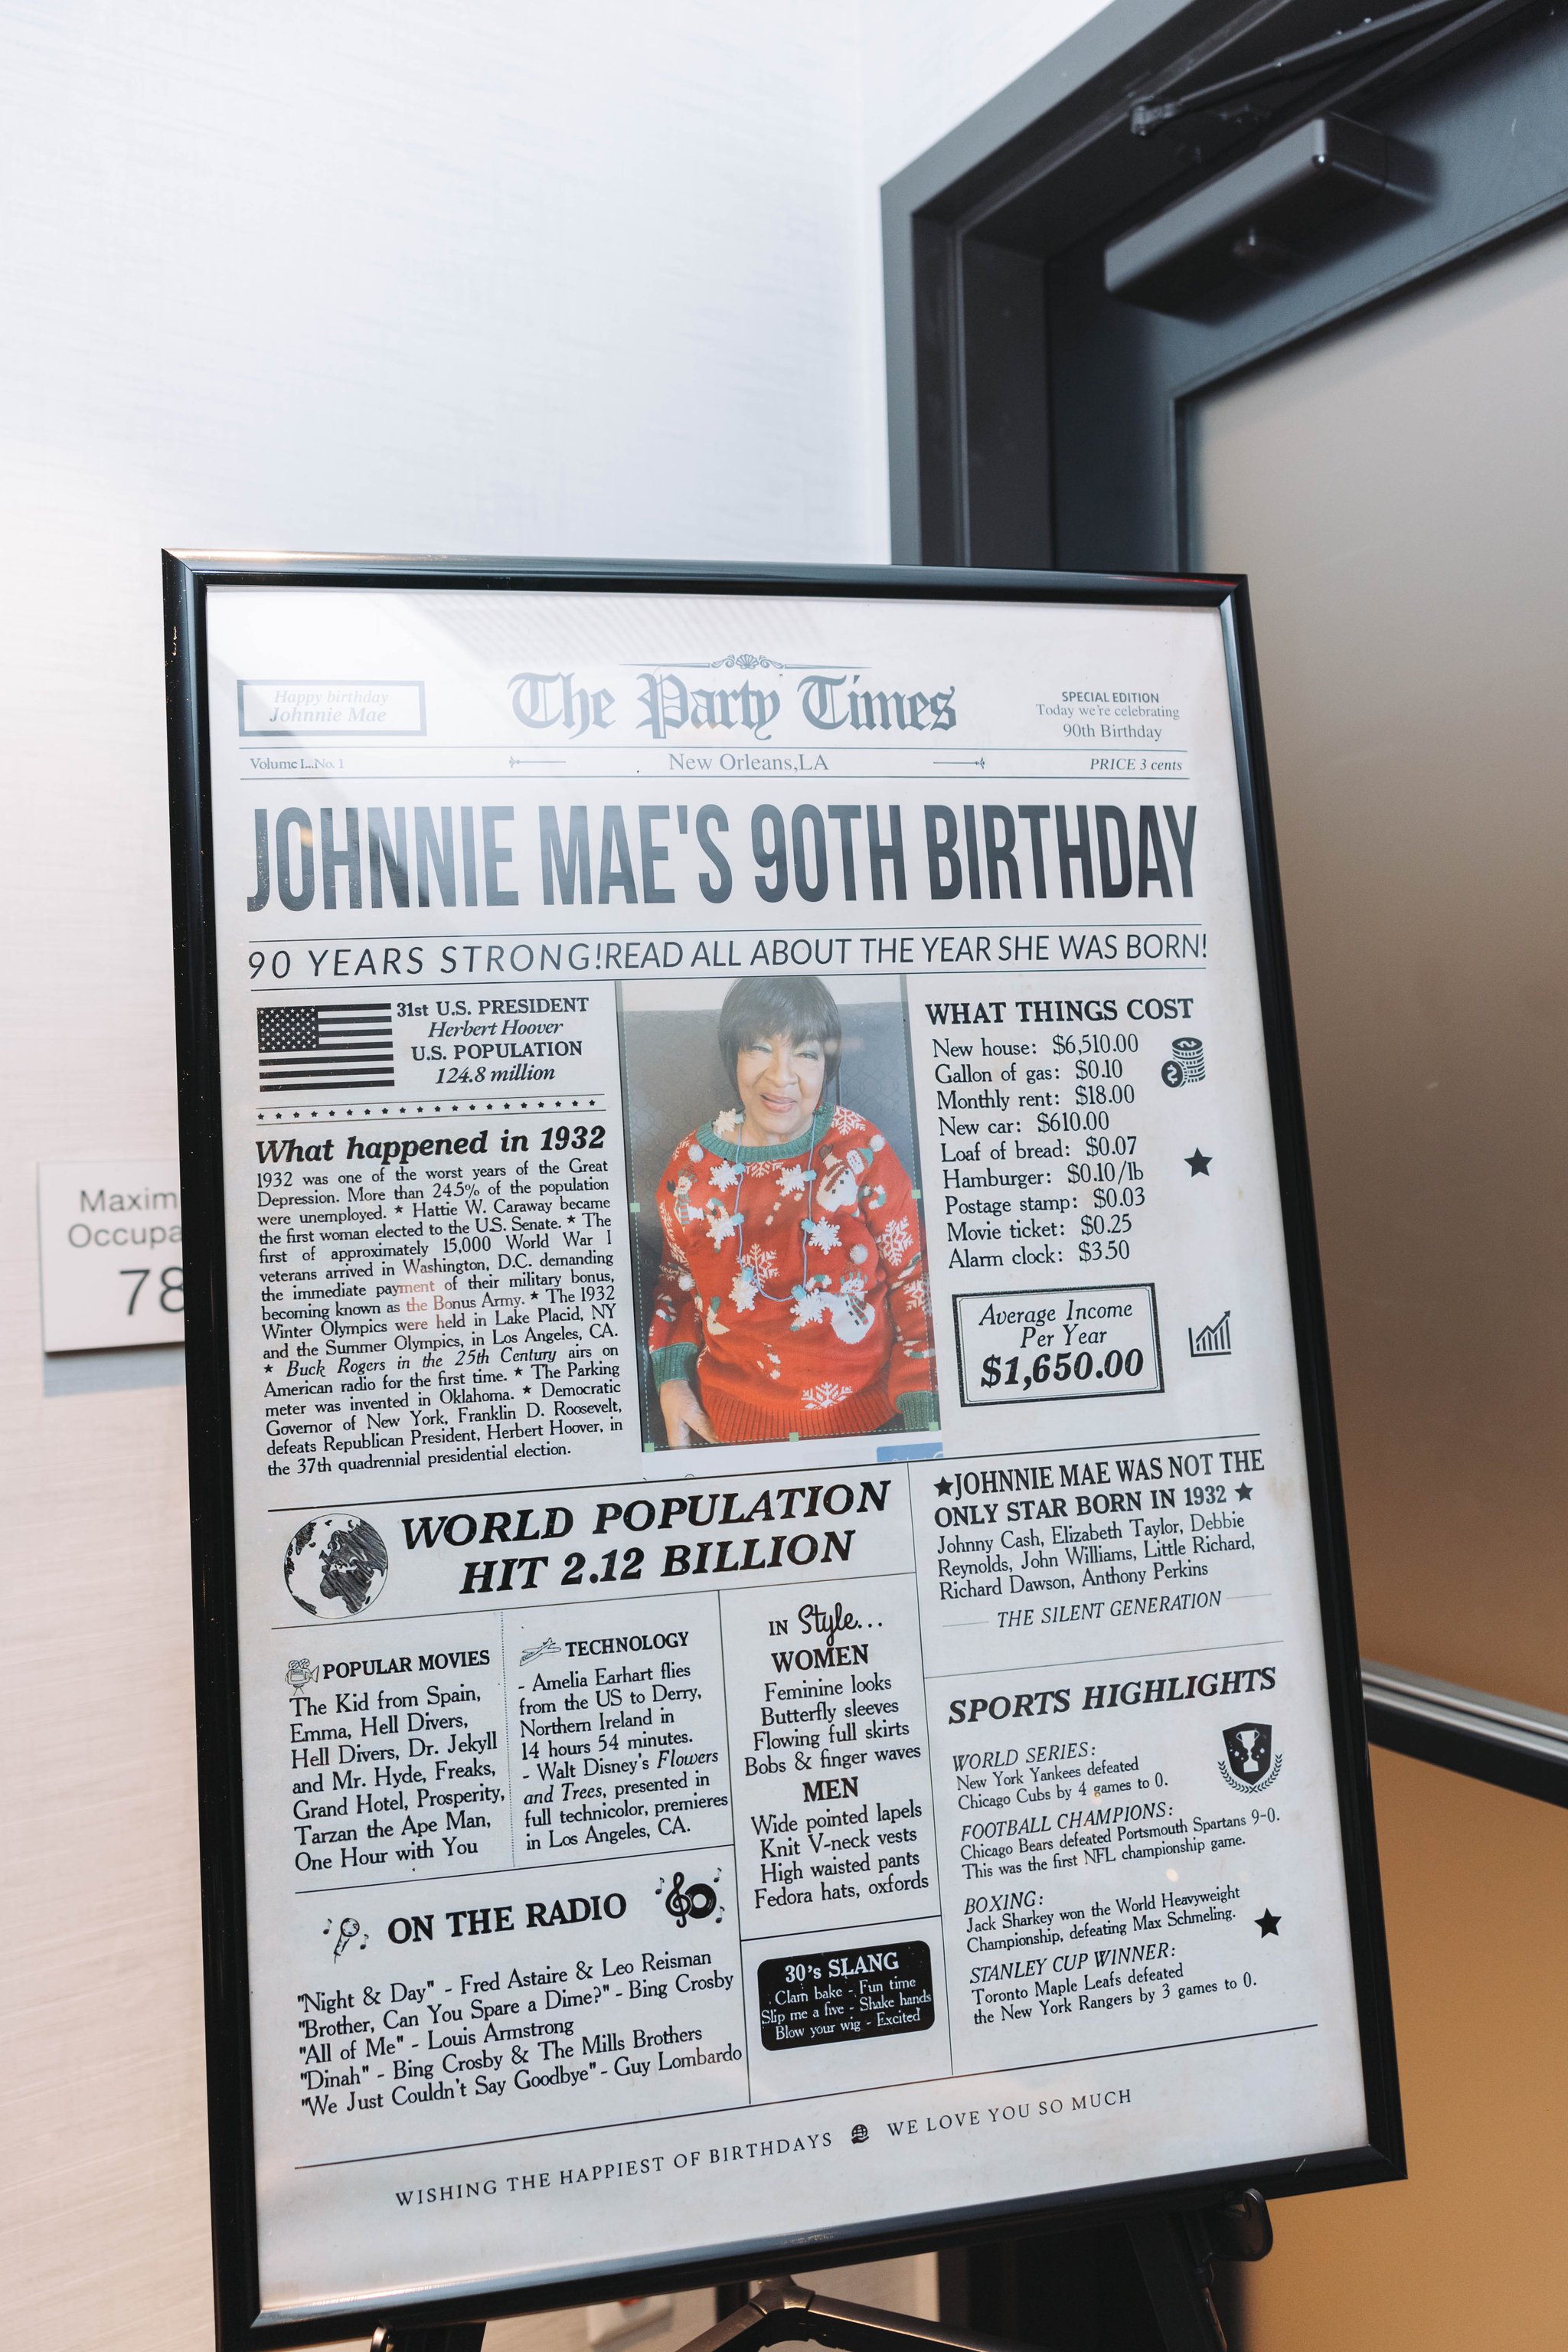 Happy birthday
Johnnie Mae
The Party Times
SPECIAL EDITION
Today we're celebrating
90th Birthday
Volume I...No. 1
New Orleans,LA
PRICE 3 cents
JOHNNIE MAE'S 90TH BIRTHDAY
90 YEARS STRONG!READ ALL ABOUT THE YEAR SHE WAS BORN!
31st U.S. PRESIDENT
Herbert Hoover
U.S. POPULATION
124.8 million
What happened in 1932
1932 was one of the worst years of the Great
Depression. More than 24.5% of the population
were unemployed. ★ Hattie W. Caraway became
the first woman elected to the U.S. Senate. ★ The
first of approximately 15,000 World War I
veterans arrived in Washington, D.C. demanding
the immediate payment of their military bonus,
becoming known as the Bonus Army. ★ The 1932
Winter Olympics were held in Lake Placid, NY
and the Summer Olympics, in Los Angeles, CA.
★ Buck Rogers in the 25th Century airs on
American radio for the first time. ★ The Parking
meter was invented in Oklahoma. ★ Democratic
Governor of New York, Franklin D. Roosevelt,
defeats Republican President, Herbert Hoover, in
the 37th quadrennial presidential election.
WHAT THINGS COST
New house: $6,510.00
Gallon of gas: $0.10
Monthly rent: $18.00
New car: $610.00
Loaf of bread: $0.07
Hamburger: $0.10/lb
Postage stamp: $0.03
Movie ticket: $0.25
Alarm clock: $3.50
Average Income
Per Year
$1,650.00
WORLD POPULATION
HIT 2.12 BILLION
★JOHNNIE MAE WAS NOT THE
ONLY STAR BORN IN 1932 ★
Johnny Cash, Elizabeth Taylor, Debbie
Reynolds, John Williams, Little Richard,
Richard Dawson, Anthony Perkins
THE SILENT GENERATION
POPULAR MOVIES
The Kid from Spain,
Emma, Hell Divers,
Hell Divers, Dr. Jekyll
and Mr. Hyde, Freaks,
Grand Hotel, Prosperity,
Tarzan the Ape Man,
One Hour with You
TECHNOLOGY
- Amelia Earhart flies
from the US to Derry,
Northern Ireland in
14 hours 54 minutes.
- Walt Disney's Flowers
and Trees, presented in
full technicolor, premieres
in Los Angeles, CA.
IN Style...
WOMEN
Feminine looks
Butterfly sleeves
Flowing full skirts
Bobs & finger waves
MEN
Wide pointed lapels
Knit V-neck vests
High waisted pants
Fedora hats, oxfords
SPORTS HIGHLIGHTS
WORLD SERIES:
New York Yankees defeated
Chicago Cubs by 4 games to 0.
FOOTBALL CHAMPIONS:
Chicago Bears defeated Portsmouth Spartans 9-0.
This was the first NFL championship game.
BOXING:
Jack Sharkey won the World Heavyweight
Championship, defeating Max Schmeling.
STANLEY CUP WINNER:
Toronto Maple Leafs defeated
the New York Rangers by 3 games to 0.
ON THE RADIO
"Night & Day" - Fred Astaire & Leo Reisman
"Brother, Can You Spare a Dime?" - Bing Crosby
"All of Me" - Louis Armstrong
"Dinah" - Bing Crosby & The Mills Brothers
"We Just Couldn't Say Goodbye" - Guy Lombardo
30's SLANG
Clam bake - Fun time
Slip me a five - Shake hands
Blow your wig - Excited
WISHING THE HAPPIEST OF BIRTHDAYS WE LOVE YOU SO MUCH
Maxim
Occupa
78